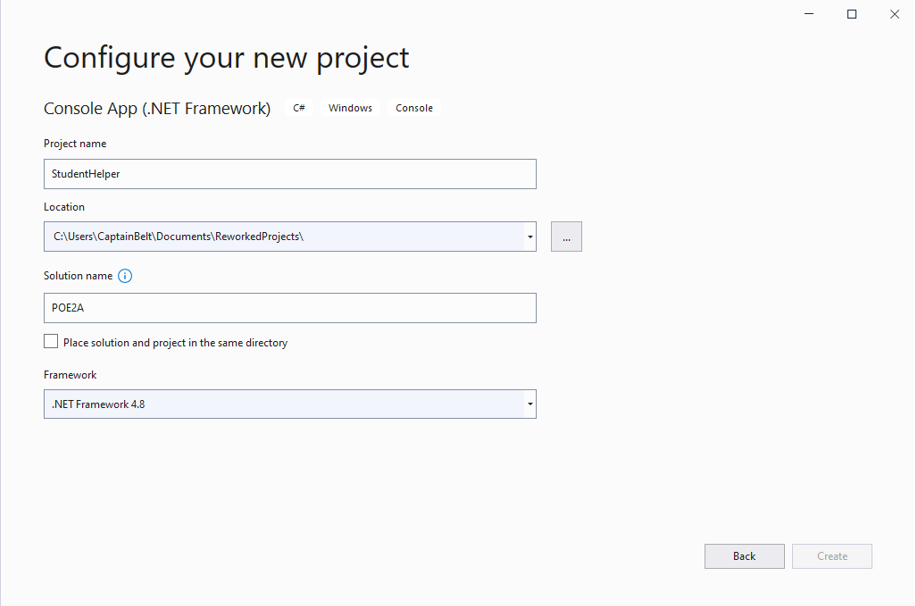 Configure your new project
Console App (.NET Framework) C# Windows Console
Project name
StudentHelper
Location
C:\Users\CaptainBelt\Documents\ReworkedProjects\
...
Solution name
POE2A
Place solution and project in the same directory
Framework
.NET Framework 4.8
Back Create